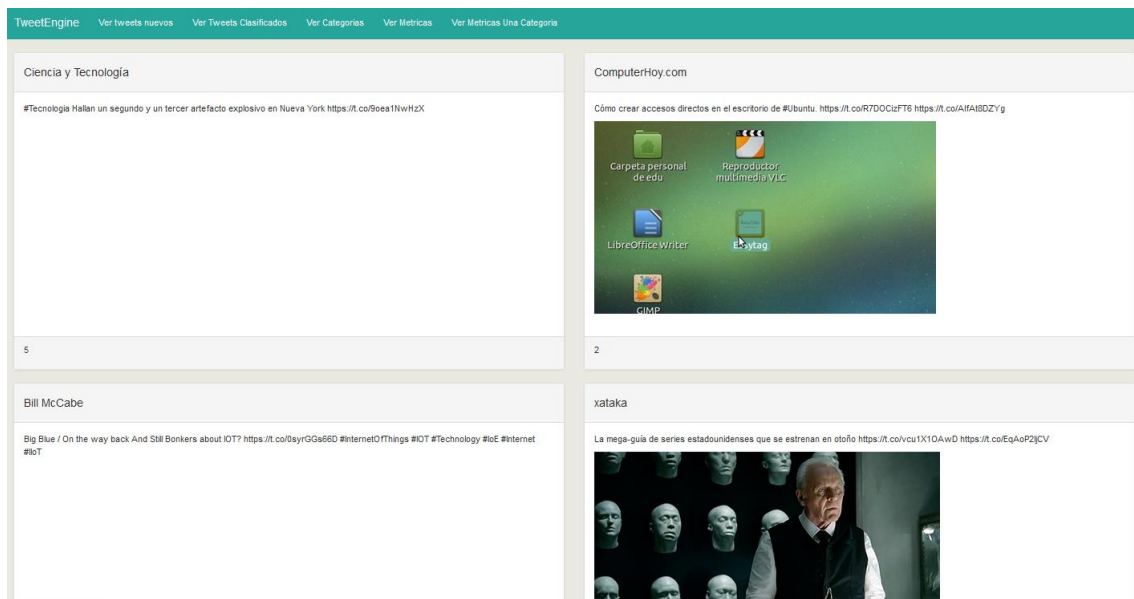 TweetEngine Ver tweets nuevos Ver Tweets Clasificados Ver Categorias Ver Metricas Ver Metricas Una Categoria
Ciencia y Tecnología
#Tecnologia Hallan un segundo y un tercer artefacto explosivo en Nueva York https://t.co/9oea1NwHzX
5
ComputerHoy.com
Cómo crear accesos directos en el escritorio de #Ubuntu. https://t.co/R7DOCizFT6 https://t.co/AIfAt8DZYg
Carpeta personal
de edu
Reproductor
multimedia VLC
LibreOffice Writer
Easytag
GIMP
2
Bill McCabe
Big Blue / On the way back And Still Bonkers about IOT? https://t.co/0syrGGs66D #InternetOfThings #IOT #Technology #IoE #Internet
#IIoT
xataka
La mega-guía de series estadounidenses que se estrenan en otoño https://t.co/vcu1X1OAwD https://t.co/EqAoP2ljCV